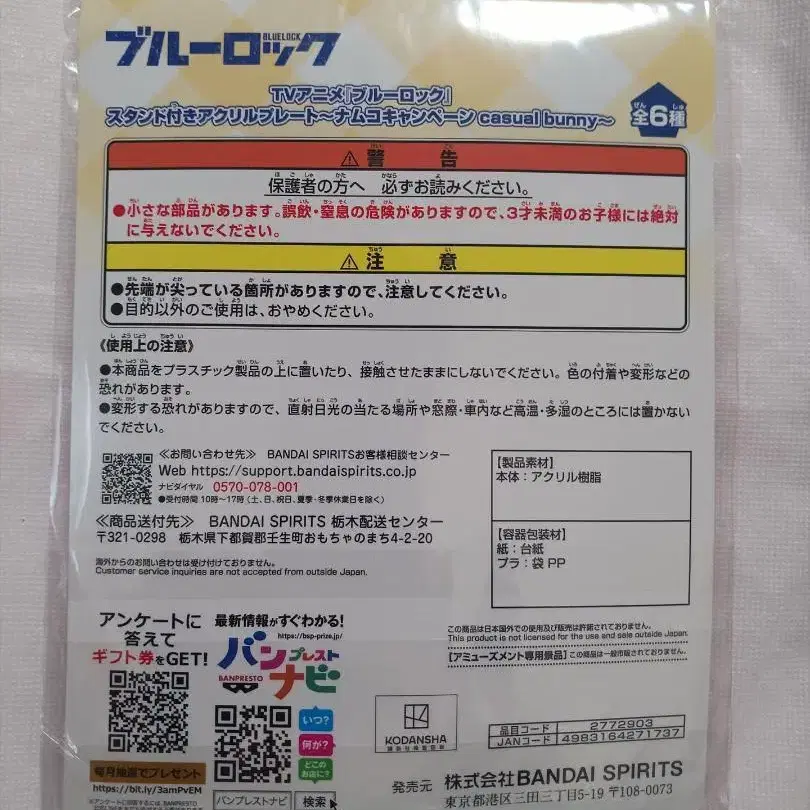 ブルーロック
BLUELOCK
TVアニメ『ブルーロック』
スタンド付きアクリルプレート～ナムコキャンペーン casual bunny～
全6種
⚠警告
保護者の方へ 必ずお読みください。
●小さな部品があります。誤飲・窒息の危険がありますので、3才未満のお子様には絶対
に与えないでください。
⚠注意
●先端が尖っている箇所がありますので、注意してください。
●目的以外のご使用は、おやめください。
《使用上の注意》
●本商品をプラスチック製品の上に置いたり、接触させたままにしないでください。色の付着や変形などの
恐れがあります。
●変形する恐れがありますので、直射日光の当たる場所や窓際・車内など高温・多湿のところには置かない
でください。
≪お問い合わせ先≫ BANDAI SPIRITSお客様相談センター
Web https://support.bandaispirits.co.jp
ナビダイヤル 0570-078-001
●受付時間 10時～17時(土、日、祝日、夏季・冬季休業日を除く)
≪商品送付先≫ BANDAI SPIRITS 栃木配送センター
〒321-0298 栃木県下都賀郡壬生町おもちゃのまち4-2-20
海外からのお問い合わせは受け付けておりません。
Customer service inquiries are not accepted from outside Japan.
【製品素材】
本体：アクリル樹脂
【容器包装材】
紙：台紙
プラ：袋 PP
アンケートに
答えて
ギフト券をGET!
https://bit.ly/3amPvEM
毎月抽選でプレゼント
最新情報がすぐわかる!
https://bsp-prize.jp/
バンプレスト
ナビ
BANPRESTO
いつ?
何が?
どこの
お店に?
バンプレストナビ 検索
この商品は日本国外での使用及び販売は許諾されておりません。
This product is not licensed for the use and sale outside Japan.
【アミューズメント専用景品】この商品は一般市販されておりません。
KODANSHA
品目コード 2772903
JANコード 4983164271737
発売元 株式会社BANDAI SPIRITS
東京都港区三田三丁目5-19 〒108-0073